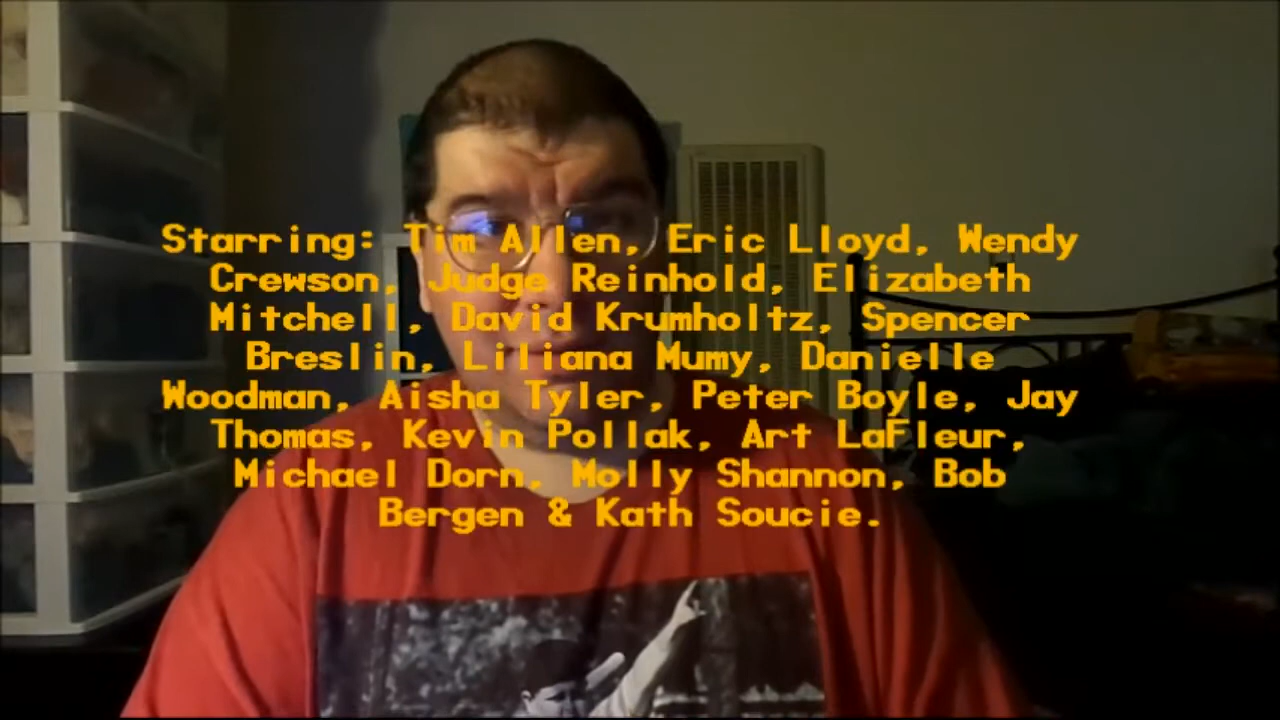 Starring: Tim Allen, Eric Lloyd, Wendy
Crewson, Judge Reinhold, Elizabeth
Mitchell, David Krumholtz, Spencer
Breslin, Liliana Mumy, Danielle
Woodman, Aisha Tyler, Peter Boyle, Jay
Thomas, Kevin Pollak, Art LaFleur,
Michael Dorn, Molly Shannon, Bob
Bergen & Kath Soucie.